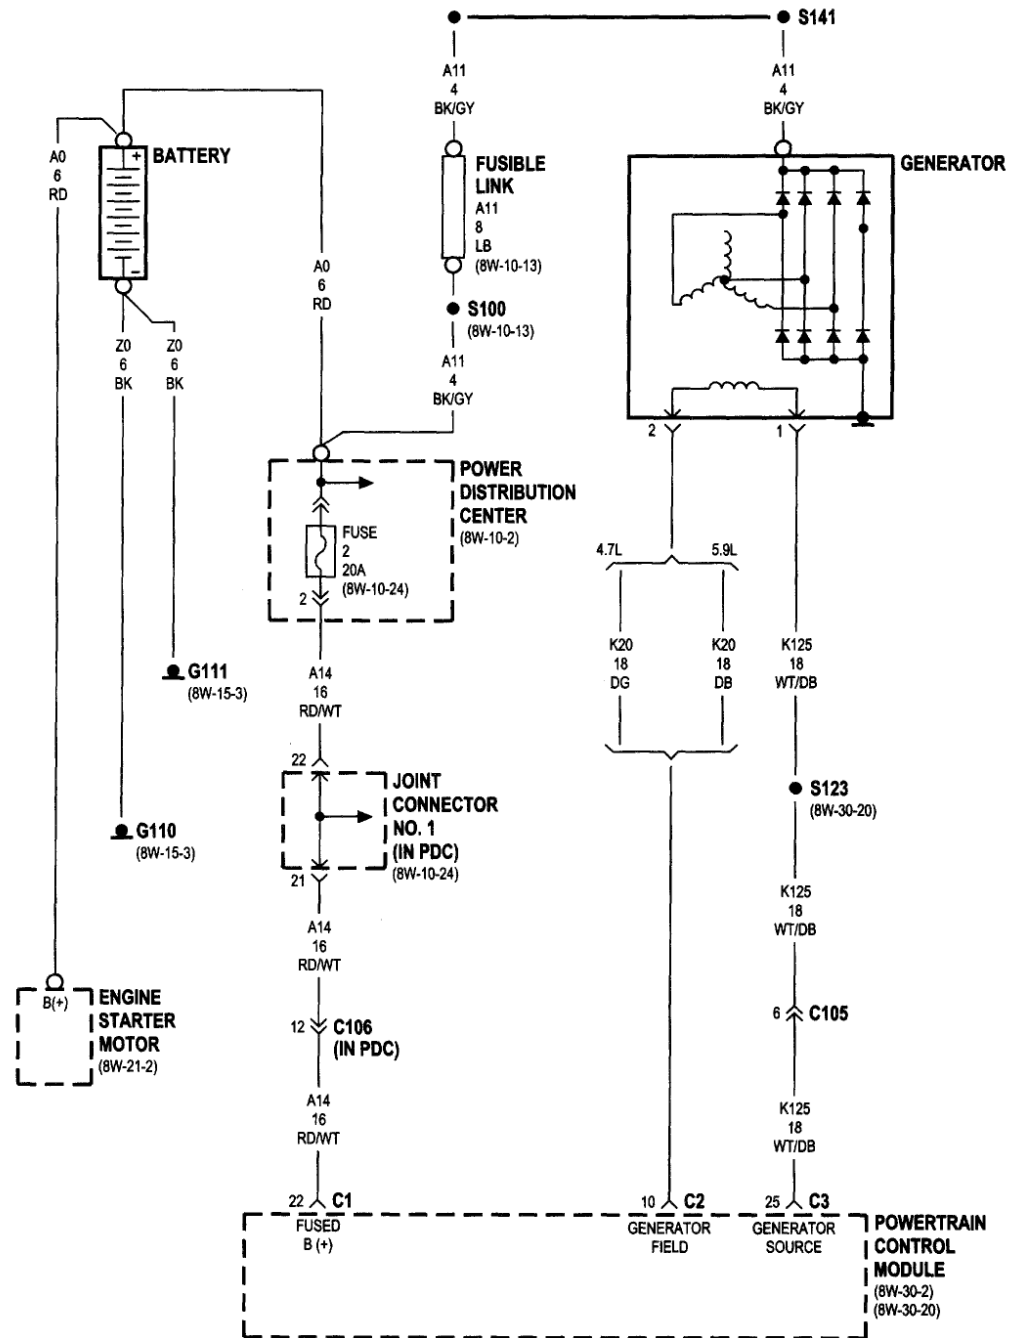 S141
A11
4
BK/GY
A11
4
BK/GY
A0
6
RD
+
BATTERY
-
FUSIBLE
LINK
A11
8
LB
(8W-10-13)
GENERATOR
A0
6
RD
S100
(8W-10-13)
Z0
6
BK
Z0
6
BK
A11
4
BK/GY
2
1
POWER
DISTRIBUTION
CENTER
(8W-10-2)
FUSE
2
20A
(8W-10-24)
2
4.7L
5.9L
K20
18
DG
K20
18
DB
K125
18
WT/DB
G111
(8W-15-3)
A14
16
RD/WT
22
JOINT
CONNECTOR
NO. 1
(IN PDC)
(8W-10-24)
21
S123
(8W-30-20)
G110
(8W-15-3)
A14
16
RD/WT
K125
18
WT/DB
B(+)
ENGINE
STARTER
MOTOR
(8W-21-2)
12
C106
(IN PDC)
6
C105
A14
16
RD/WT
K125
18
WT/DB
22
C1
10
C2
25
C3
FUSED
B (+)
GENERATOR
FIELD
GENERATOR
SOURCE
POWERTRAIN
CONTROL
MODULE
(8W-30-2)
(8W-30-20)